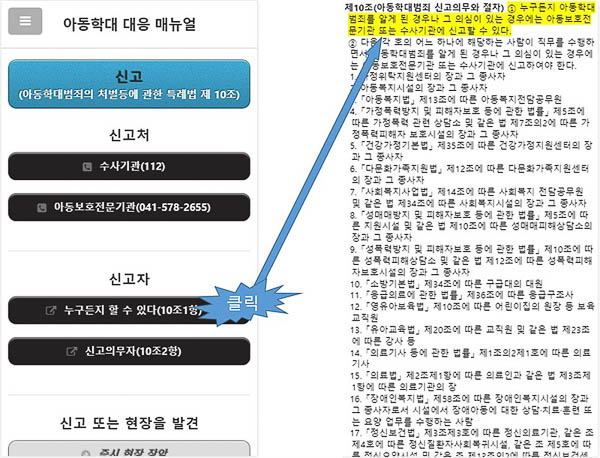 아동학대 대응 매뉴얼
신고
(아동학대범죄의 처벌등에 관한 특례법 제 10조)
신고처
수사기관(112)
아동보호전문기관(041-578-2655)
신고자
누구든지 할 수 있다(10조1항)
신고의무자(10조2항)
신고 또는 현장을 발견
즉시 현장 장악
클릭
제10조(아동학대범죄 신고의무와 절차) ① 누구든지 아동학대
범죄를 알게 된 경우나 그 의심이 있는 경우에는 아동보호전
문기관 또는 수사기관에 신고할 수 있다.
② 다음 각 호의 어느 하나에 해당하는 사람이 직무를 수행하
면서 아동학대범죄를 알게 된 경우나 그 의심이 있는 경우에
는 아동보호전문기관 또는 수사기관에 신고하여야 한다.
1. 가정위탁지원센터의 장과 그 종사자
아동복지시설의 장과 그 종사자
3.「아동복지법」제13조에 따른 아동복지전담공무원
4.「가정폭력방지 및 피해자보호 등에 관한 법률」제5조에
따른 가정폭력 관련 상담소 및 같은 법 제7조의2에 따른 가
정폭력피해자 보호시설의 장과 그 종사자
5.「건강가정기본법」제35조에 따른 건강가정지원센터의 장
과 그 종사자
6.「다문화가족지원법」제12조에 따른 다문화가족지원센터
의 장과 그 종사자
7.「사회복지사업법」제14조에 따른 사회복지 전담공무원
및 같은 법 제34조에 따른 사회복지시설의 장과 그 종사자
8.「성매매방지 및 피해자보호 등에 관한 법률」제5조에 따
른 지원시설 및 같은 법 제10조에 따른 성매매피해상담소의
장과 그 종사자
9.「성폭력방지 및 피해자보호 등에 관한 법률」제10조에 따
른 성폭력피해상담소 및 같은 법 제12조에 따른 성폭력피해
자보호시설의 장과 그 종사자
10.「소방기본법」제34조에 따른 구급대의 대원
11.「응급의료에 관한 법률」제36조에 따른 응급구조사
12.「영유아보육법」제10조에 따른 어린이집의 원장 등 보육
교직원
13.「유아교육법」제20조에 따른 교직원 및 같은 법 제23조
에 따른 강사 등
14.「의료기사 등에 관한 법률」제1조의2제1호에 따른 의료
기사
15.「의료법」제2조제1항에 따른 의료인과 같은 법 제3조제
1항에 따른 의료기관의 장
16.「장애인복지법」제58조에 따른 장애인복지시설의 장과
그 종사자로서 시설에서 장애아동에 대한 상담·치료·훈련 또
는 요양 업무를 수행하는 사람
17.「정신보건법」제3조제3호에 따른 정신의료기관, 같은 조
제4호에 따른 정신질환자사회복귀시설, 같은 조 제5호에 따
른 정신요양시설 및 같은 법 제13조의2에 따른 정신보건센